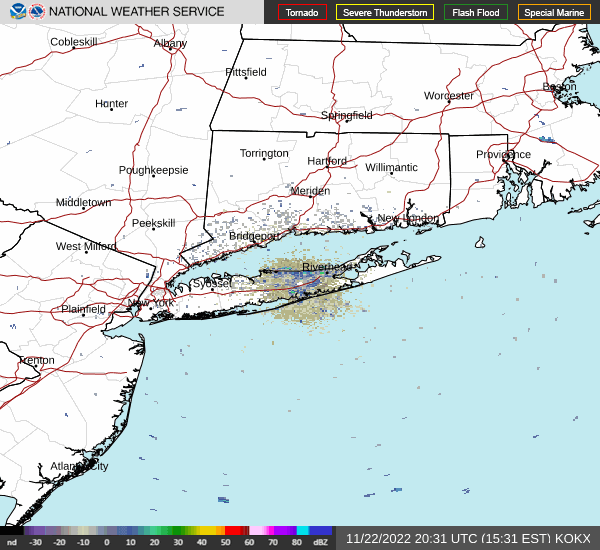 NATIONAL WEATHER SERVICE
Tornado
Severe Thunderstorm
Flash Flood
Special Marine
Cobleskill
Albany
Pittsfield
Boston
Worcester
Hunter
Springfield
Torrington
Hartford
Providence
Willimantic
Poughkeepsie
Meriden
Middletown
Peekskill
New London
Bridgeport
West Milford
Riverhead
Syosset
New York
Plainfield
Trenton
Atlantic City
nd -30 -20 -10 0 10 20 30 40 50 60 70 80 dBZ
11/22/2022 20:31 UTC (15:31 EST) KOKX